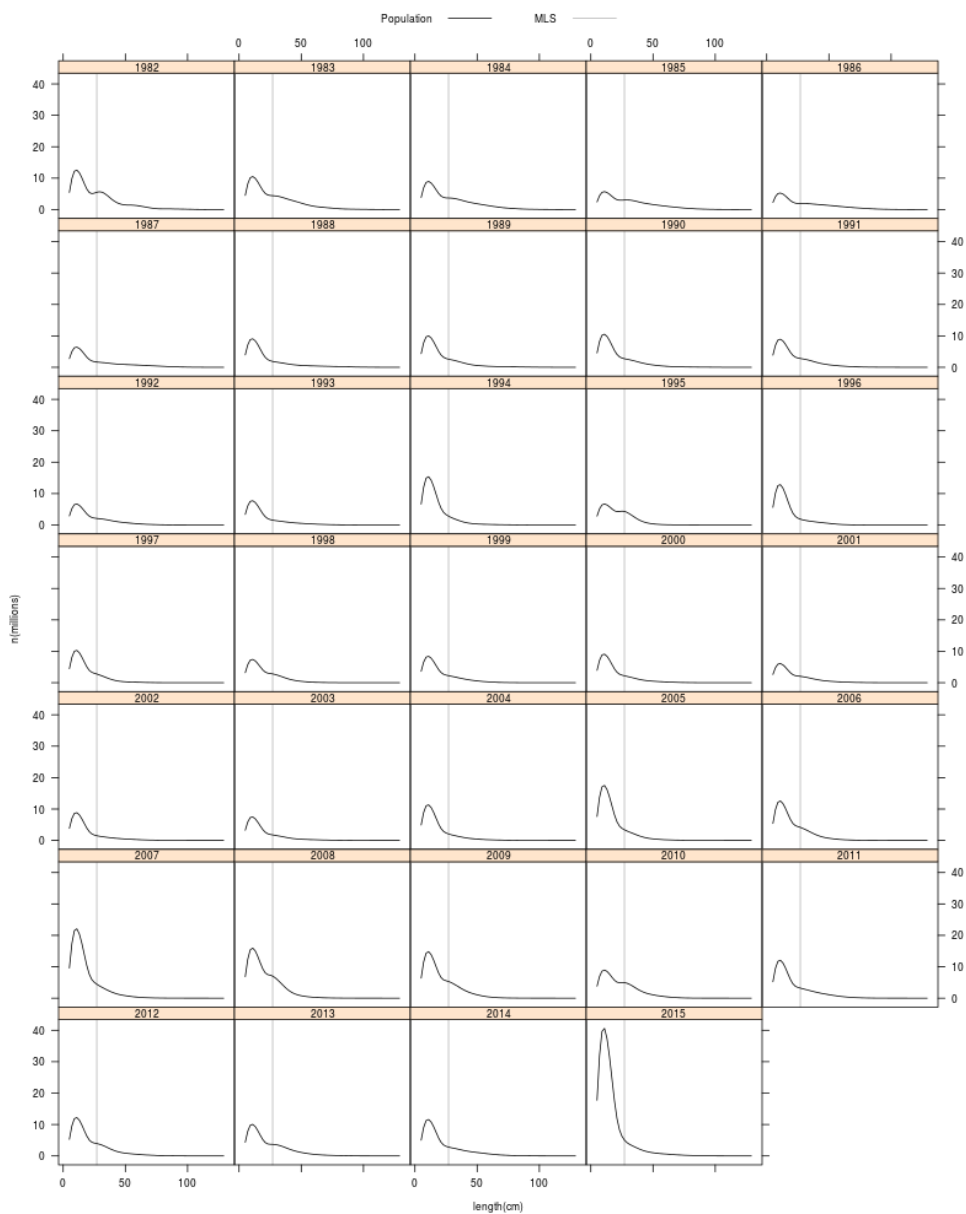 Population MLS
0 50 100 0 50 100
1982 1983 1984 1985 1986
40
30
20
10
0
1987 1988 1989 1990 1991
40
30
20
10
0
1992 1993 1994 1995 1996
40
30
20
10
0
1997 1998 1999 2000 2001
40
30
20
10
0
n(millions)
2002 2003 2004 2005 2006
40
30
20
10
0
2007 2008 2009 2010 2011
40
30
20
10
0
2012 2013 2014 2015
40
30
20
10
0
0 50 100 0 50 100
length(cm)